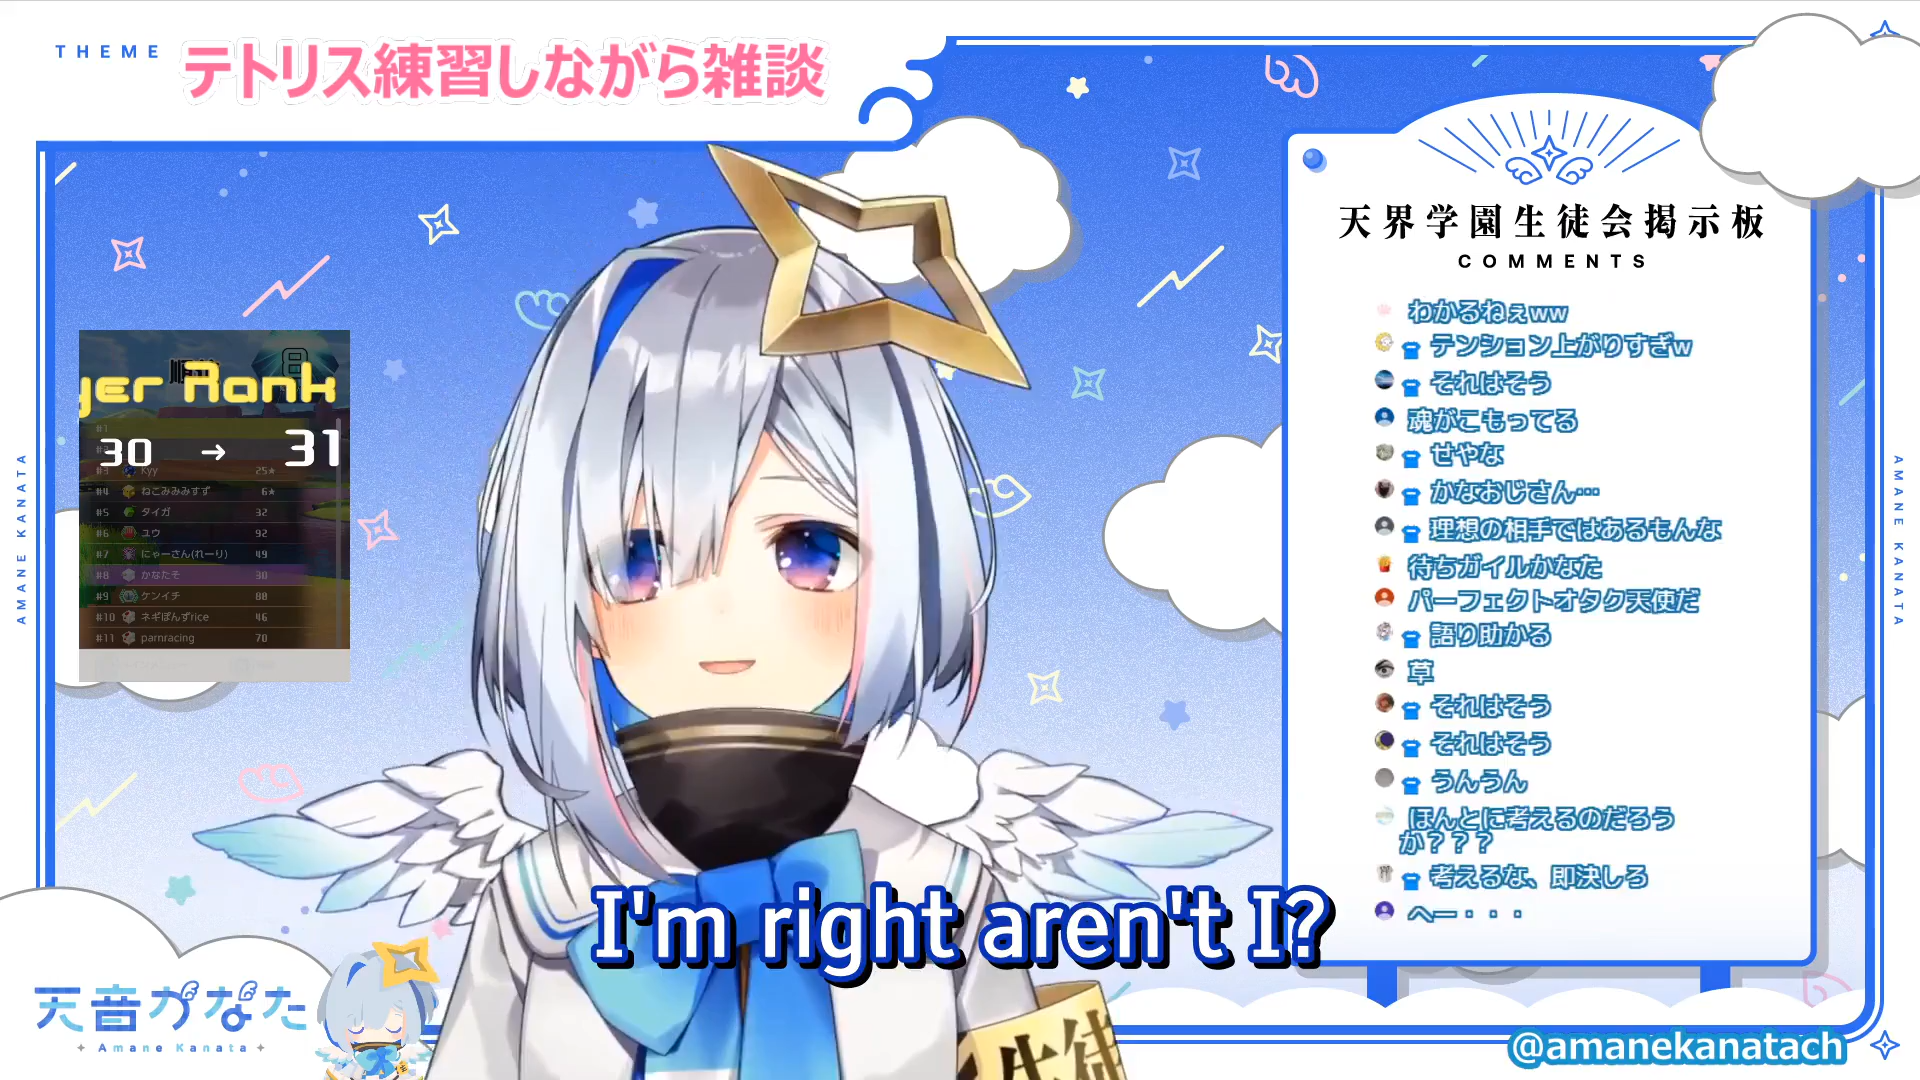 THEME
テトリス練習しながら雑談
yer Rank
30 → 31
#1
#3 Kyy 25★
#4 ねこみみみすず 6★
#5 タイガ 32
#6 ユウ 92
#7 にゃーさん(れーり) 49
#8 かなたそ 30
#9 ケンイチ 80
#10 ネギぽんずrice 46
#11 parnracing 70
AMANE KANATA
天界学園生徒会掲示板
COMMENTS
わかるねぇww
テンション上がりすぎw
それはそう
魂がこもってる
せやな
かなおじさん…
理想の相手ではあるもんな
待ちガイルかなた
パーフェクトオタク天使だ
語り助かる
草
それはそう
それはそう
うんうん
ほんとに考えるのだろう
か？？？
考えるな、即決しろ
へー・・・
AMANE KANATA
I'm right aren't I?
生徒
天音かなた
Amane Kanata
@amanekanatach